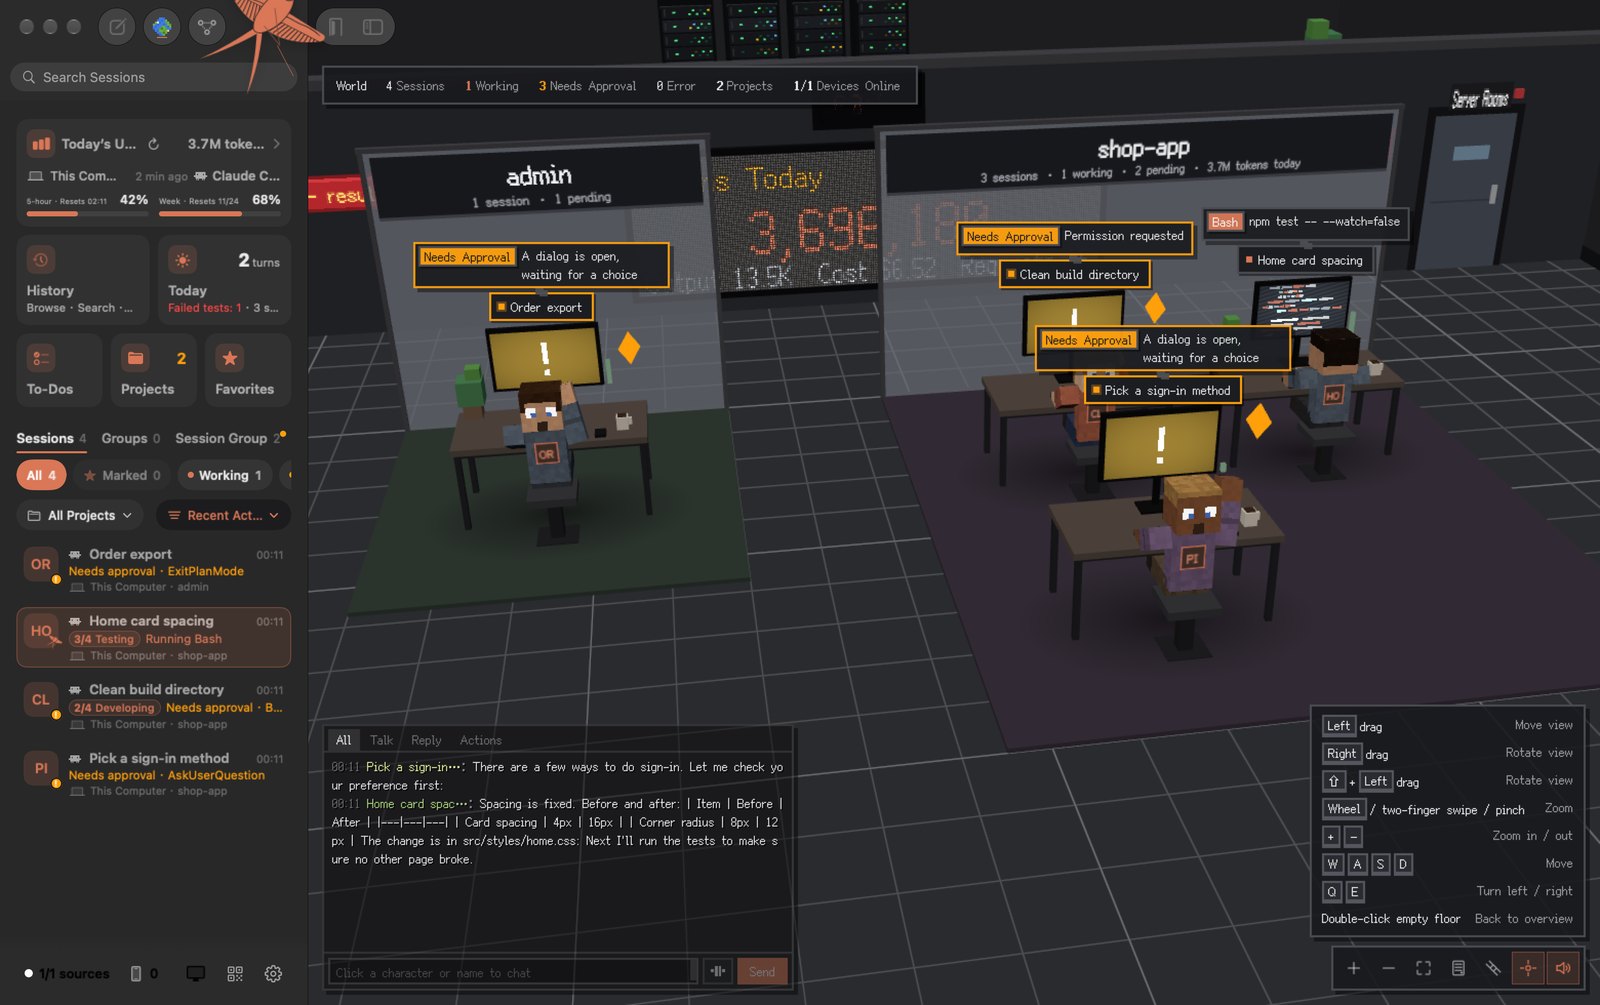 Search Sessions
Today's U... 3.7M toke...
This Com... 2 min ago Claude C...
5-hour · Resets 02:11 42% Week · Resets 11/24 68%
History
Browse · Search · ...
2 turns
Today
Failed tests: 1 · 3 s...
To-Dos
2
Projects
Favorites
Sessions 4 Groups 0 Session Group 2
All 4 Marked 0 Working 1
All Projects Recent Act...
OR
Order export 00:11
Needs approval · ExitPlanMode
This Computer · admin
HO
Home card spacing 00:11
3/4 Testing Running Bash
This Computer · shop-app
CL
Clean build directory 00:11
2/4 Developing Needs approval · B...
This Computer · shop-app
PI
Pick a sign-in method 00:11
Needs approval · AskUserQuestion
This Computer · shop-app
1/1 sources 0
World 4 Sessions 1 Working 3 Needs Approval 0 Error 2 Projects 1/1 Devices Online
Server Rooms
admin
1 session · 1 pending
s Today
13.5K Cost
shop-app
3 sessions · 1 working · 2 pending · 3.7M tokens today
Needs Approval A dialog is open,
waiting for a choice
Order export
!
OR
Needs Approval Permission requested
Clean build directory
Bash npm test -- --watch=false
Home card spacing
HO
Needs Approval A dialog is open,
waiting for a choice
Pick a sign-in method
!
PI
All Talk Reply Actions
00:11 Pick a sign-in…: There are a few ways to do sign-in. Let me check yo
ur preference first:
00:11 Home card spac…: Spacing is fixed. Before and after: | Item | Before |
After | |---|---|---| | Card spacing | 4px | 16px | | Corner radius | 8px | 12
px | The change is in src/styles/home.css: Next I'll run the tests to make s
ure no other page broke.
Click a character or name to chat
Send
Left drag Move view
Right drag Rotate view
⇧ + Left drag Rotate view
Wheel / two-finger swipe / pinch Zoom
+ − Zoom in / out
W A S D Move
Q E Turn left / right
Double-click empty floor Back to overview